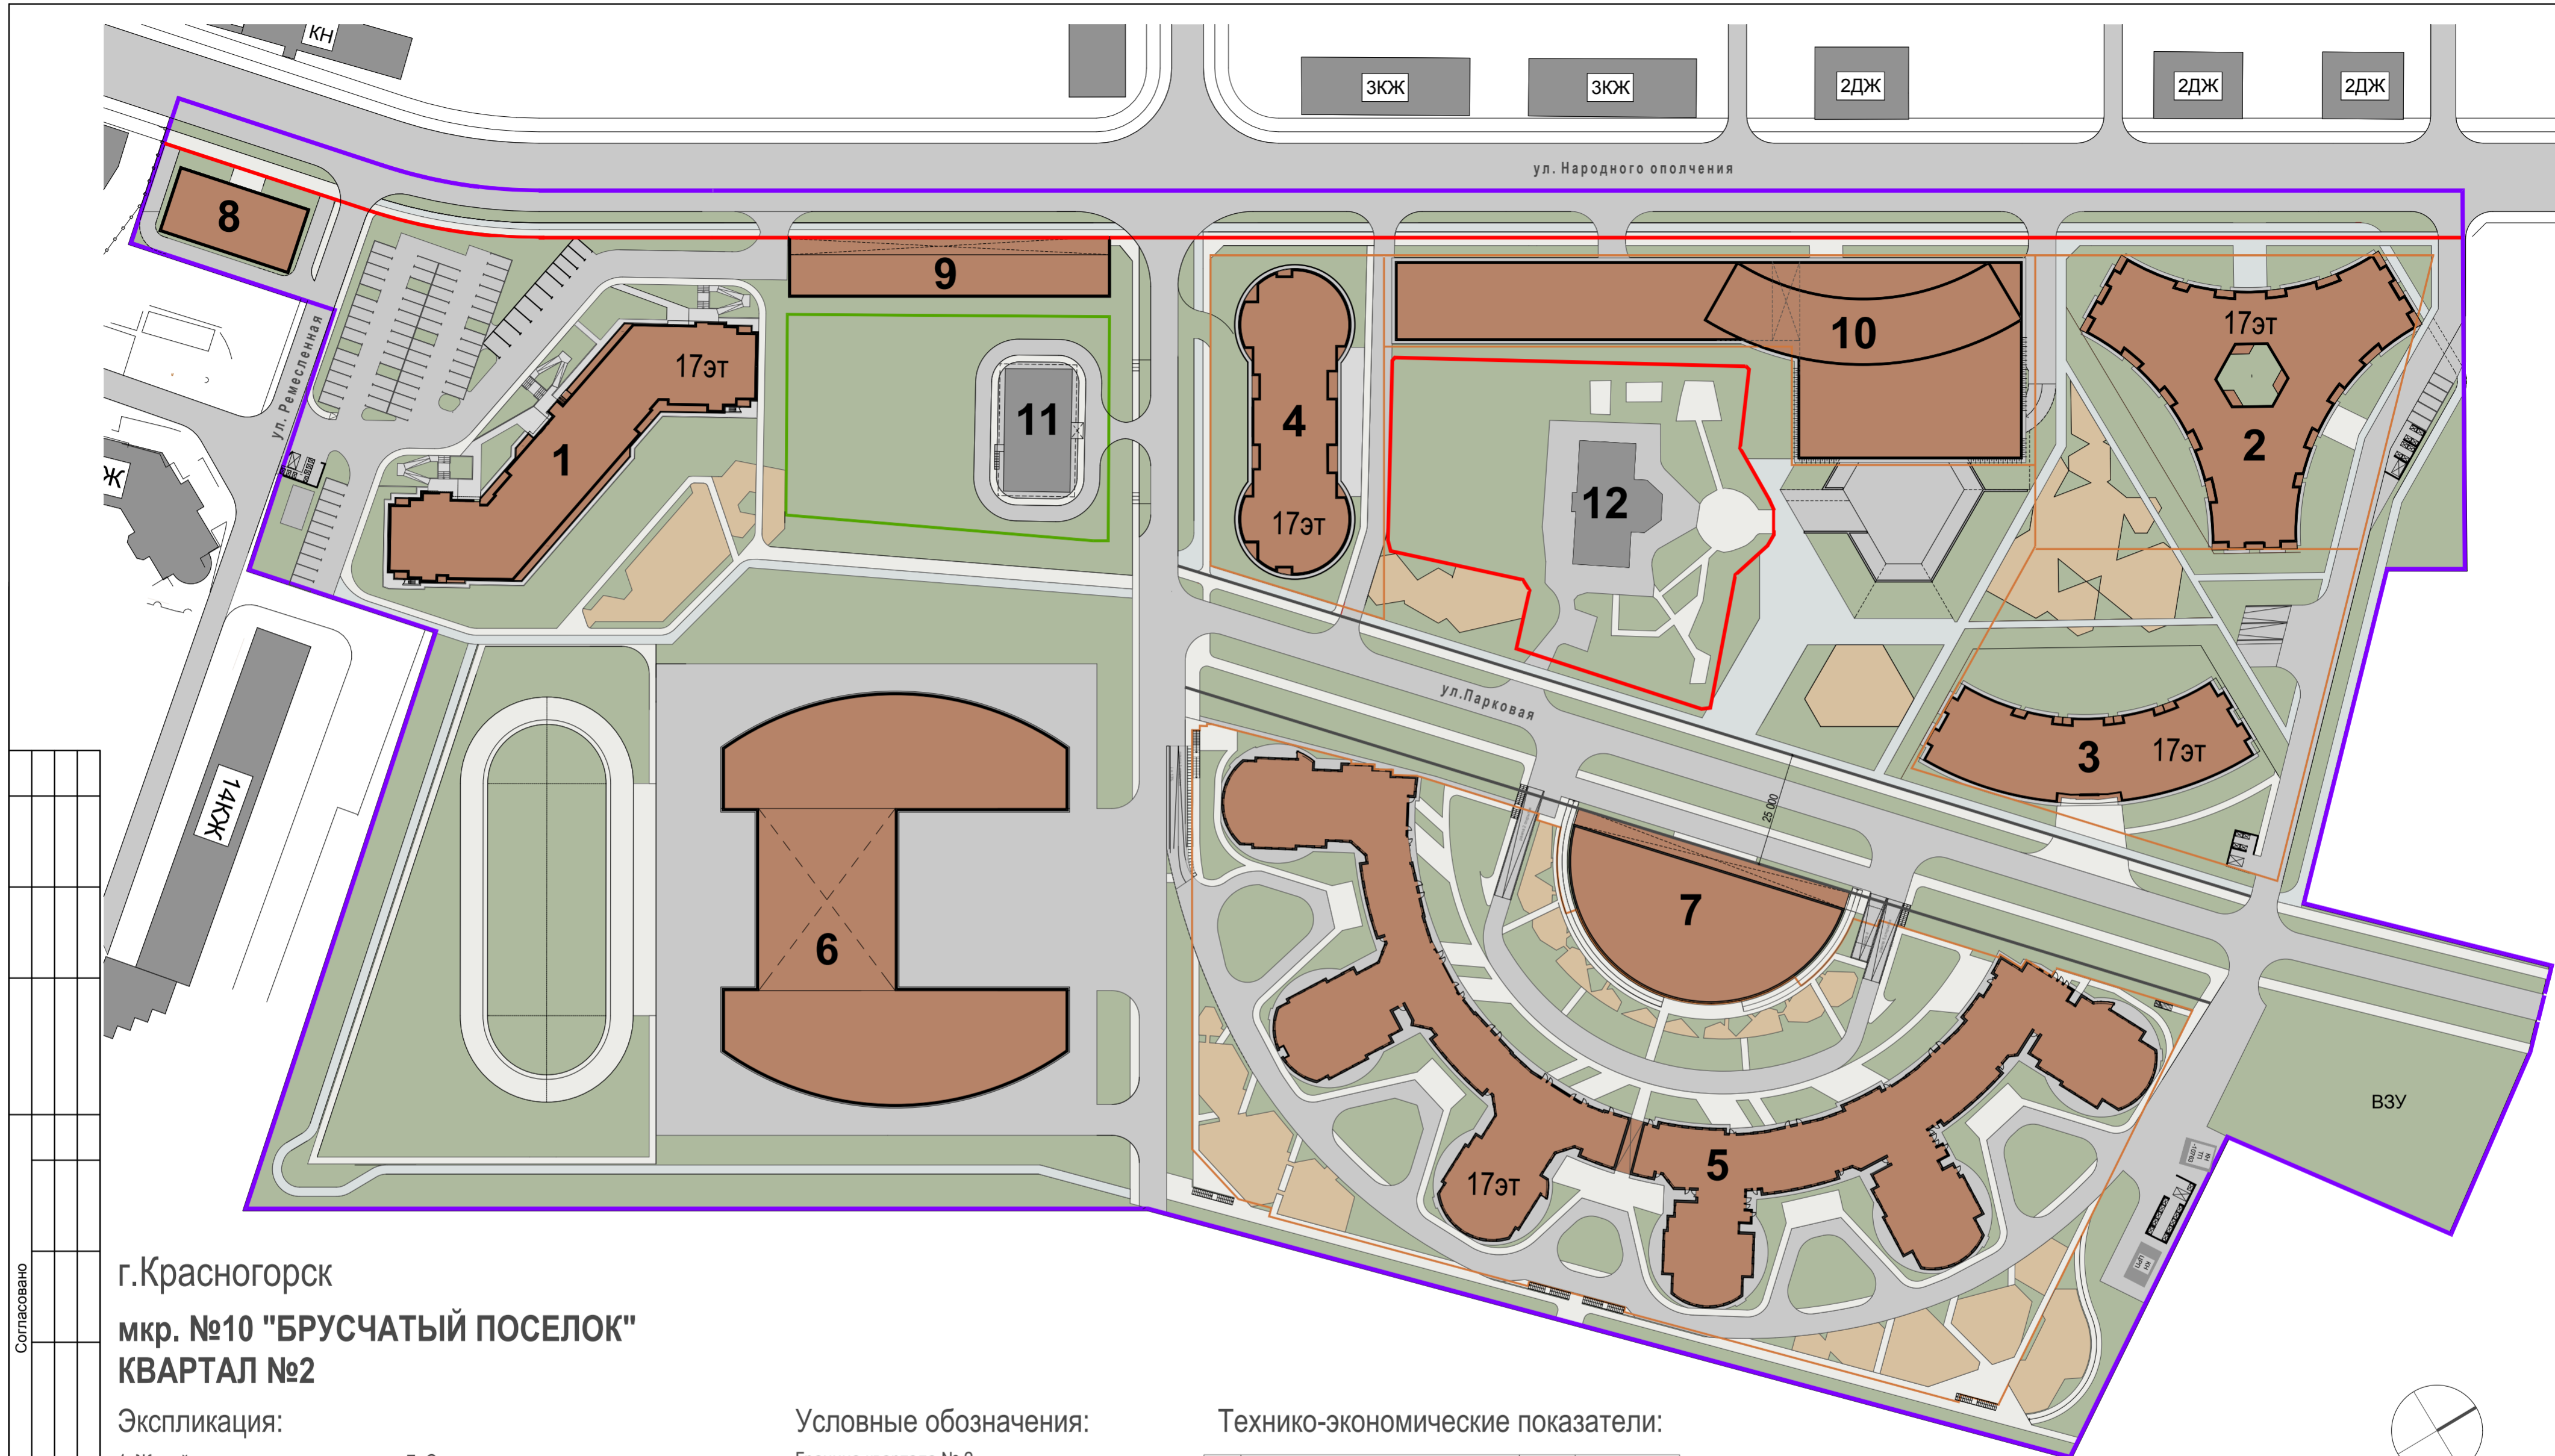 КН
3КЖ
3КЖ
2ДЖ
2ДЖ
2ДЖ
ул. Народного ополчения
8
9
10
17эт
2
ул. Ремесленная
17эт
1
11
4
17эт
12
Ж
ул.Парковая
3
17эт
14КЖ
25 000
6
7
5
17эт
ВЗУ
Согласовано
г.Красногорск
мкр. №10 "БРУСЧАТЫЙ ПОСЕЛОК"
КВАРТАЛ №2
Экспликация:
Условные обозначения:
Технико-экономические показатели: